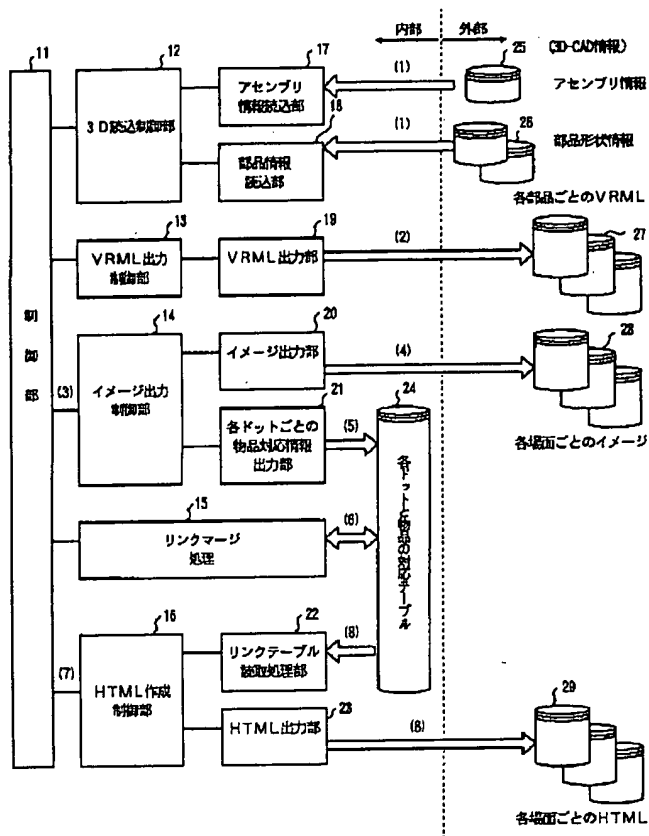 内部 外部
11
制御部
12
3D読込制御部
17
アセンブリ
情報読込部
(1)
25
(3D-CAD情報)
アセンブリ情報
18
部品情報
読込部
(1)
26
部品形状情報
各部品ごとのVRML
13
VRML出力
制御部
19
VRML出力部
(2)
27
(3)
14
イメージ出力
制御部
20
イメージ出力部
(4)
28
各場面ごとのイメージ
21
各ドットごとの
物品対応情報
出力部
(5)
24
各ドットと物品の対応テーブル
15
リンクマージ
処理
(6)
(7)
16
HTML作成
制御部
22
リンクテーブル
読取処理部
(8)
23
HTML出力部
(8)
29
各場面ごとのHTML